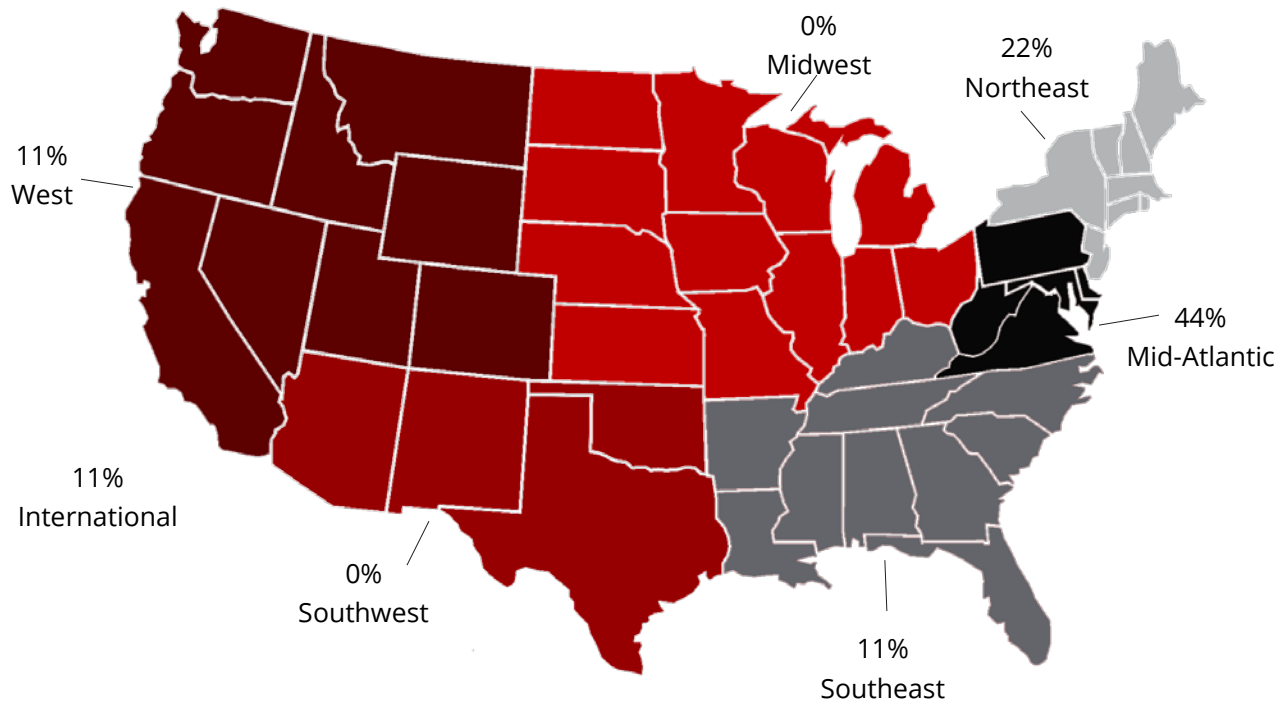 0%
Midwest
22%
Northeast
11%
West
44%
Mid-Atlantic
11%
International
0%
Southwest
11%
Southeast